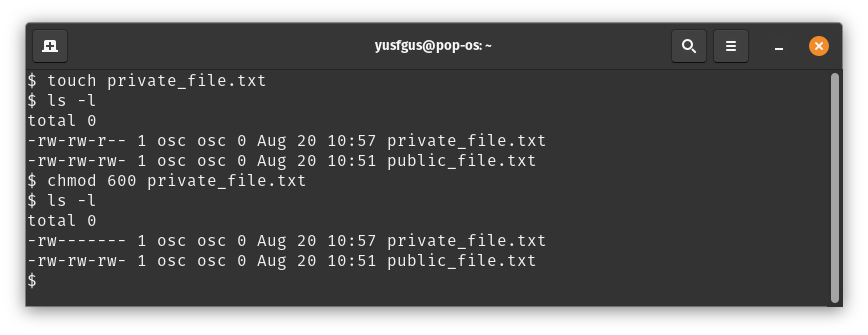 yusfgus@pop-os: ~
$ touch private_file.txt
$ ls -l
total 0
-rw-rw-r-- 1 osc osc 0 Aug 20 10:57 private_file.txt
-rw-rw-rw- 1 osc osc 0 Aug 20 10:51 public_file.txt
$ chmod 600 private_file.txt
$ ls -l
total 0
-rw------- 1 osc osc 0 Aug 20 10:57 private_file.txt
-rw-rw-rw- 1 osc osc 0 Aug 20 10:51 public_file.txt
$